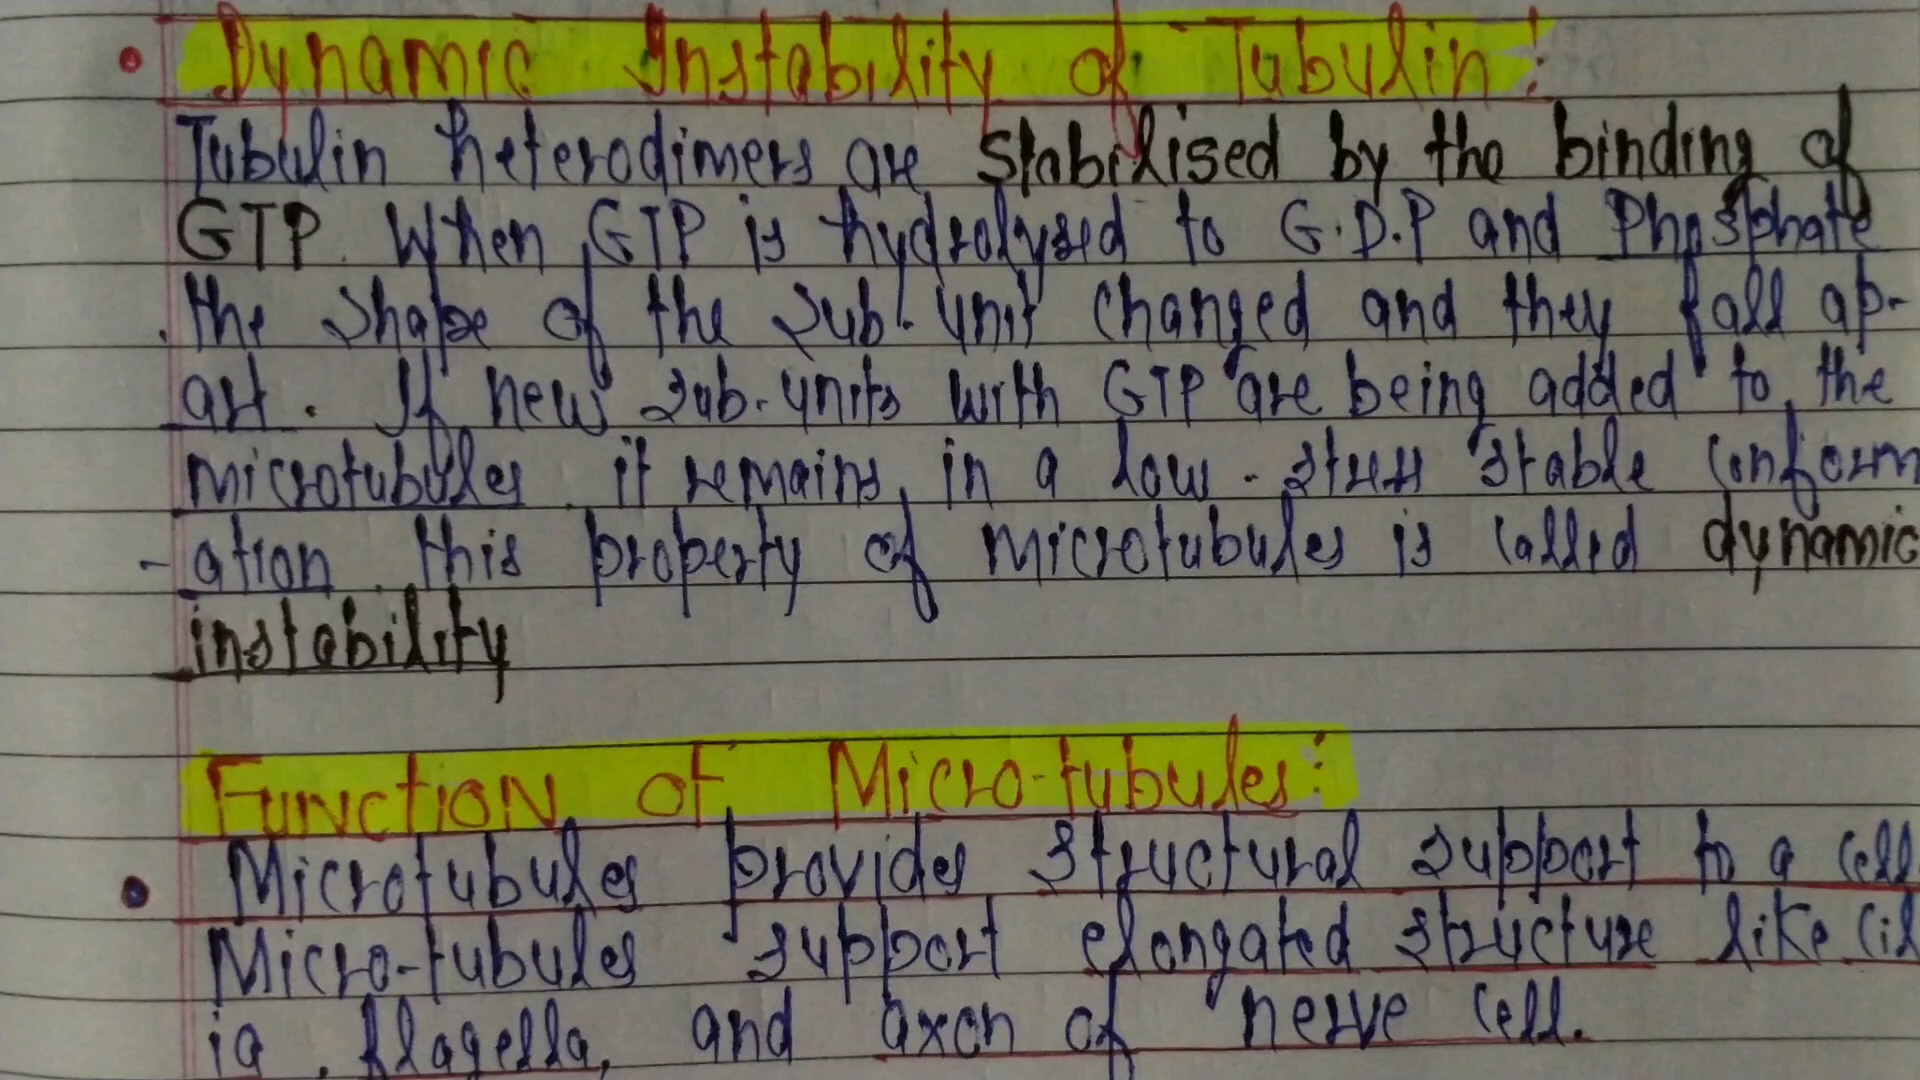 • Dynamic Instability of Tubulin:
Tubulin heterodimers are stabilised by the binding of
GTP. When GTP is hydrolysed to G.D.P and Phosphate
the shape of the sub-unit changed and they fall ap-
art. If new sub-units with GTP are being added to the
microtubules it remains in a low-stress stable conform
-ation this property of microtubules is called dynamic
instability
Function of Micro-tubules:
• Microtubules provides structural support to a cell
Micro-tubules support elongated structure like cil
ia, flagella, and axon of nerve cell.